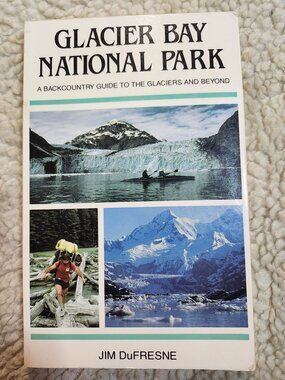 GLACIER BAY
NATIONAL PARK
A BACKCOUNTRY GUIDE TO THE GLACIERS AND BEYOND
JIM DuFRESNE